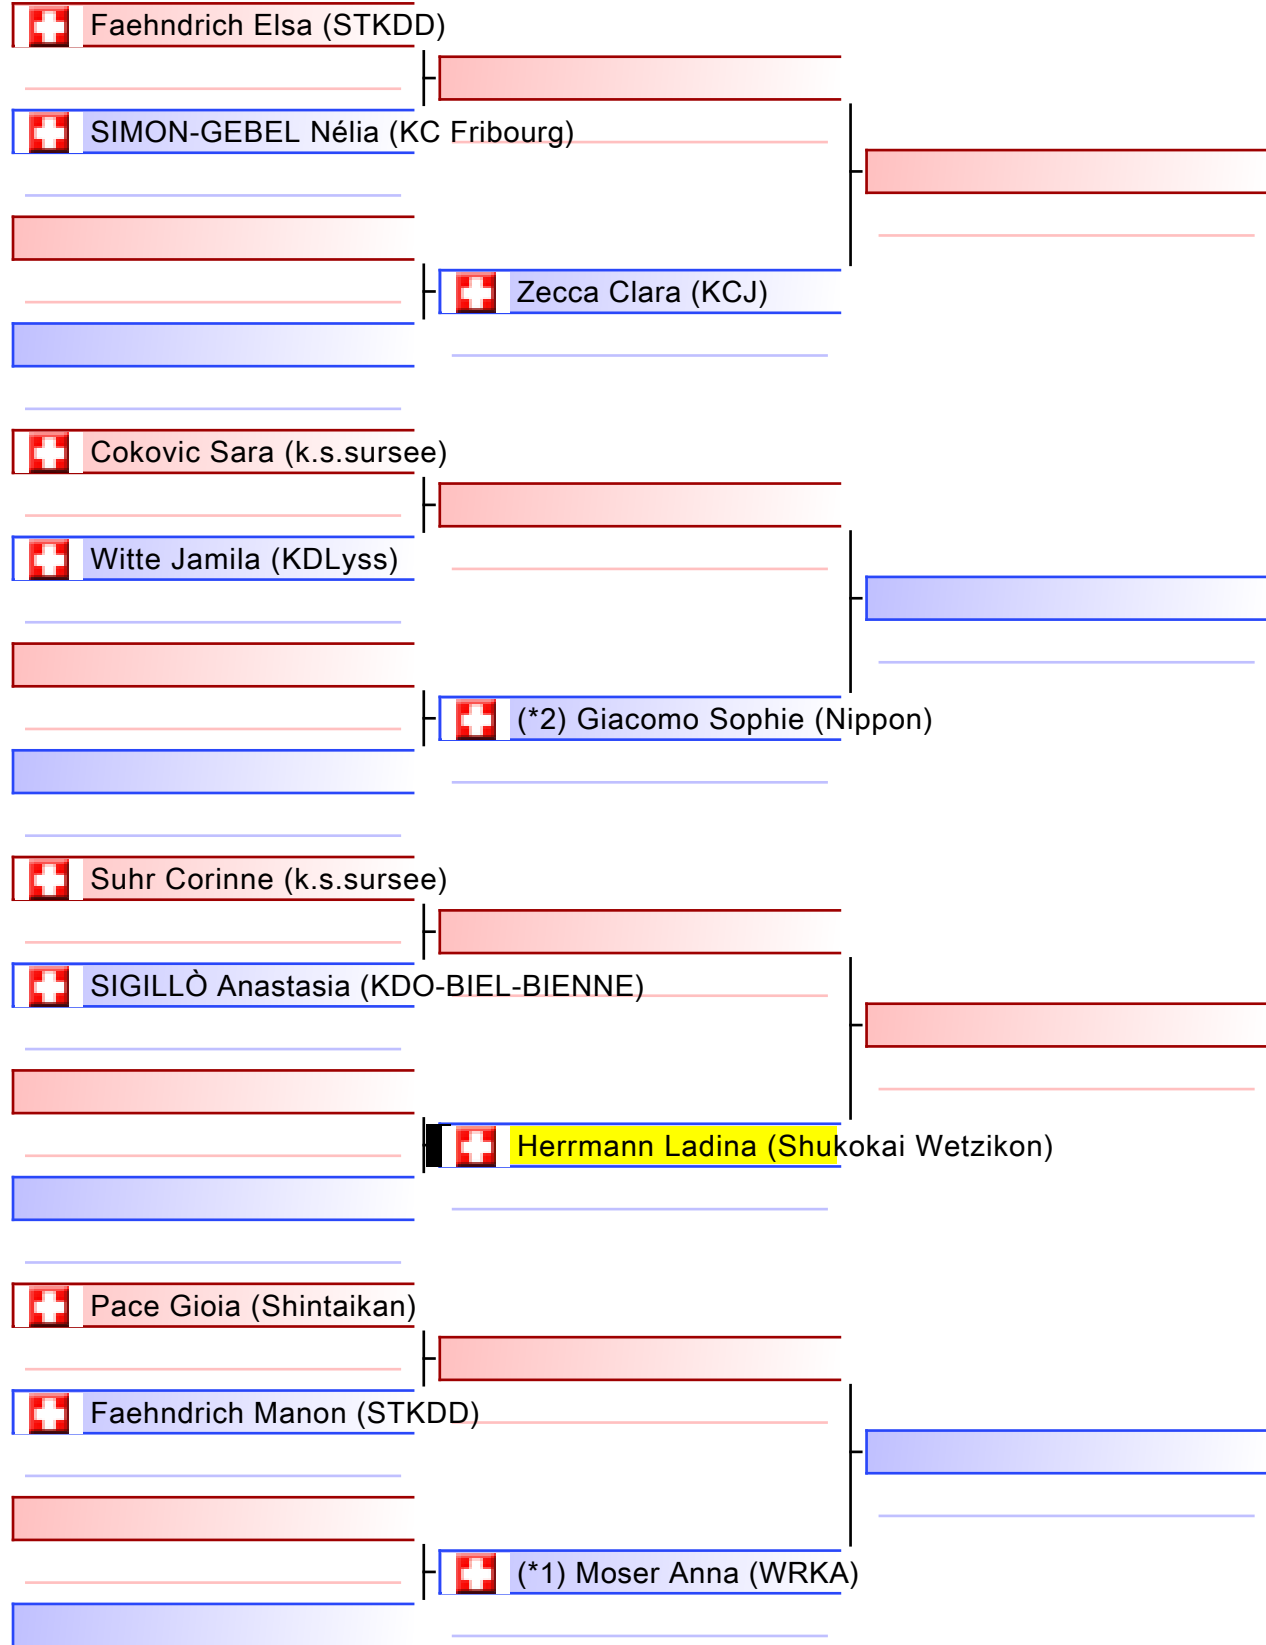 Faehndrich Elsa (STKDD)
SIMON-GEBEL Nélia (KC Fribourg)
Zecca Clara (KCJ)
Cokovic Sara (k.s.sursee)
Witte Jamila (KDLyss)
(*2) Giacomo Sophie (Nippon)
Suhr Corinne (k.s.sursee)
SIGILLÒ Anastasia (KDO-BIEL-BIENNE)
Herrmann Ladina (Shukokai Wetzikon)
Pace Gioia (Shintaikan)
Faehndrich Manon (STKDD)
(*1) Moser Anna (WRKA)